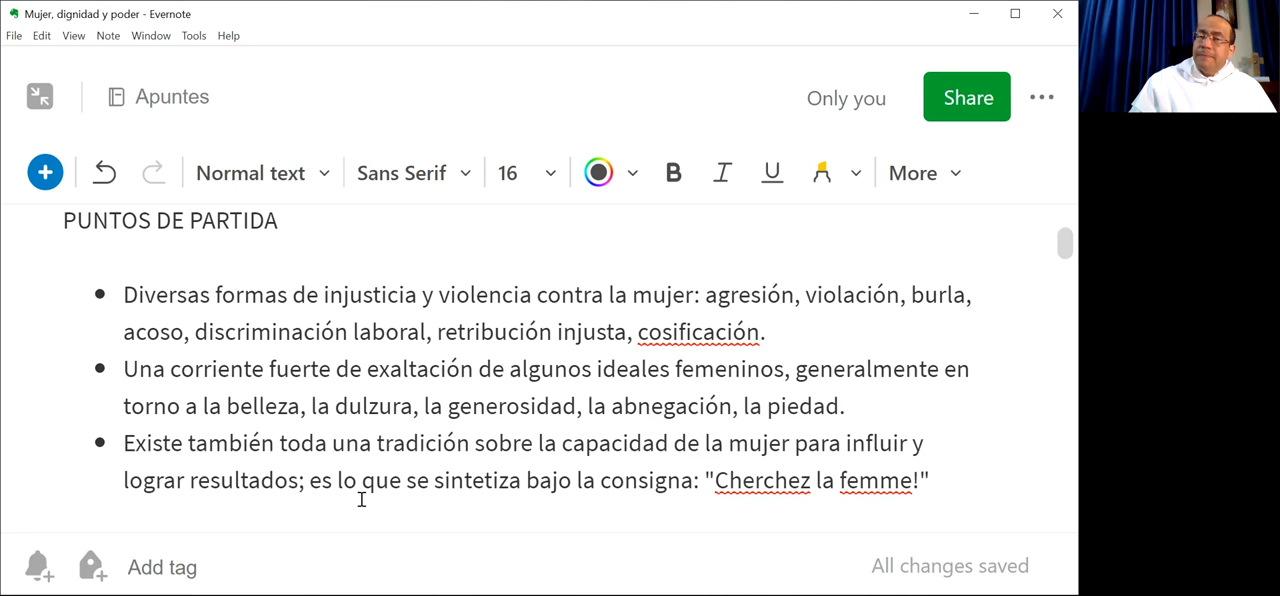 Mujer, dignidad y poder - Evernote
File Edit View Note Window Tools Help
Apuntes
Only you
Share
Normal text
Sans Serif
16
B I U
More
PUNTOS DE PARTIDA
Diversas formas de injusticia y violencia contra la mujer: agresión, violación, burla,
acoso, discriminación laboral, retribución injusta, cosificación.
Una corriente fuerte de exaltación de algunos ideales femeninos, generalmente en
torno a la belleza, la dulzura, la generosidad, la abnegación, la piedad.
Existe también toda una tradición sobre la capacidad de la mujer para influir y
lograr resultados; es lo que se sintetiza bajo la consigna: "Cherchez la femme!"
Add tag
All changes saved